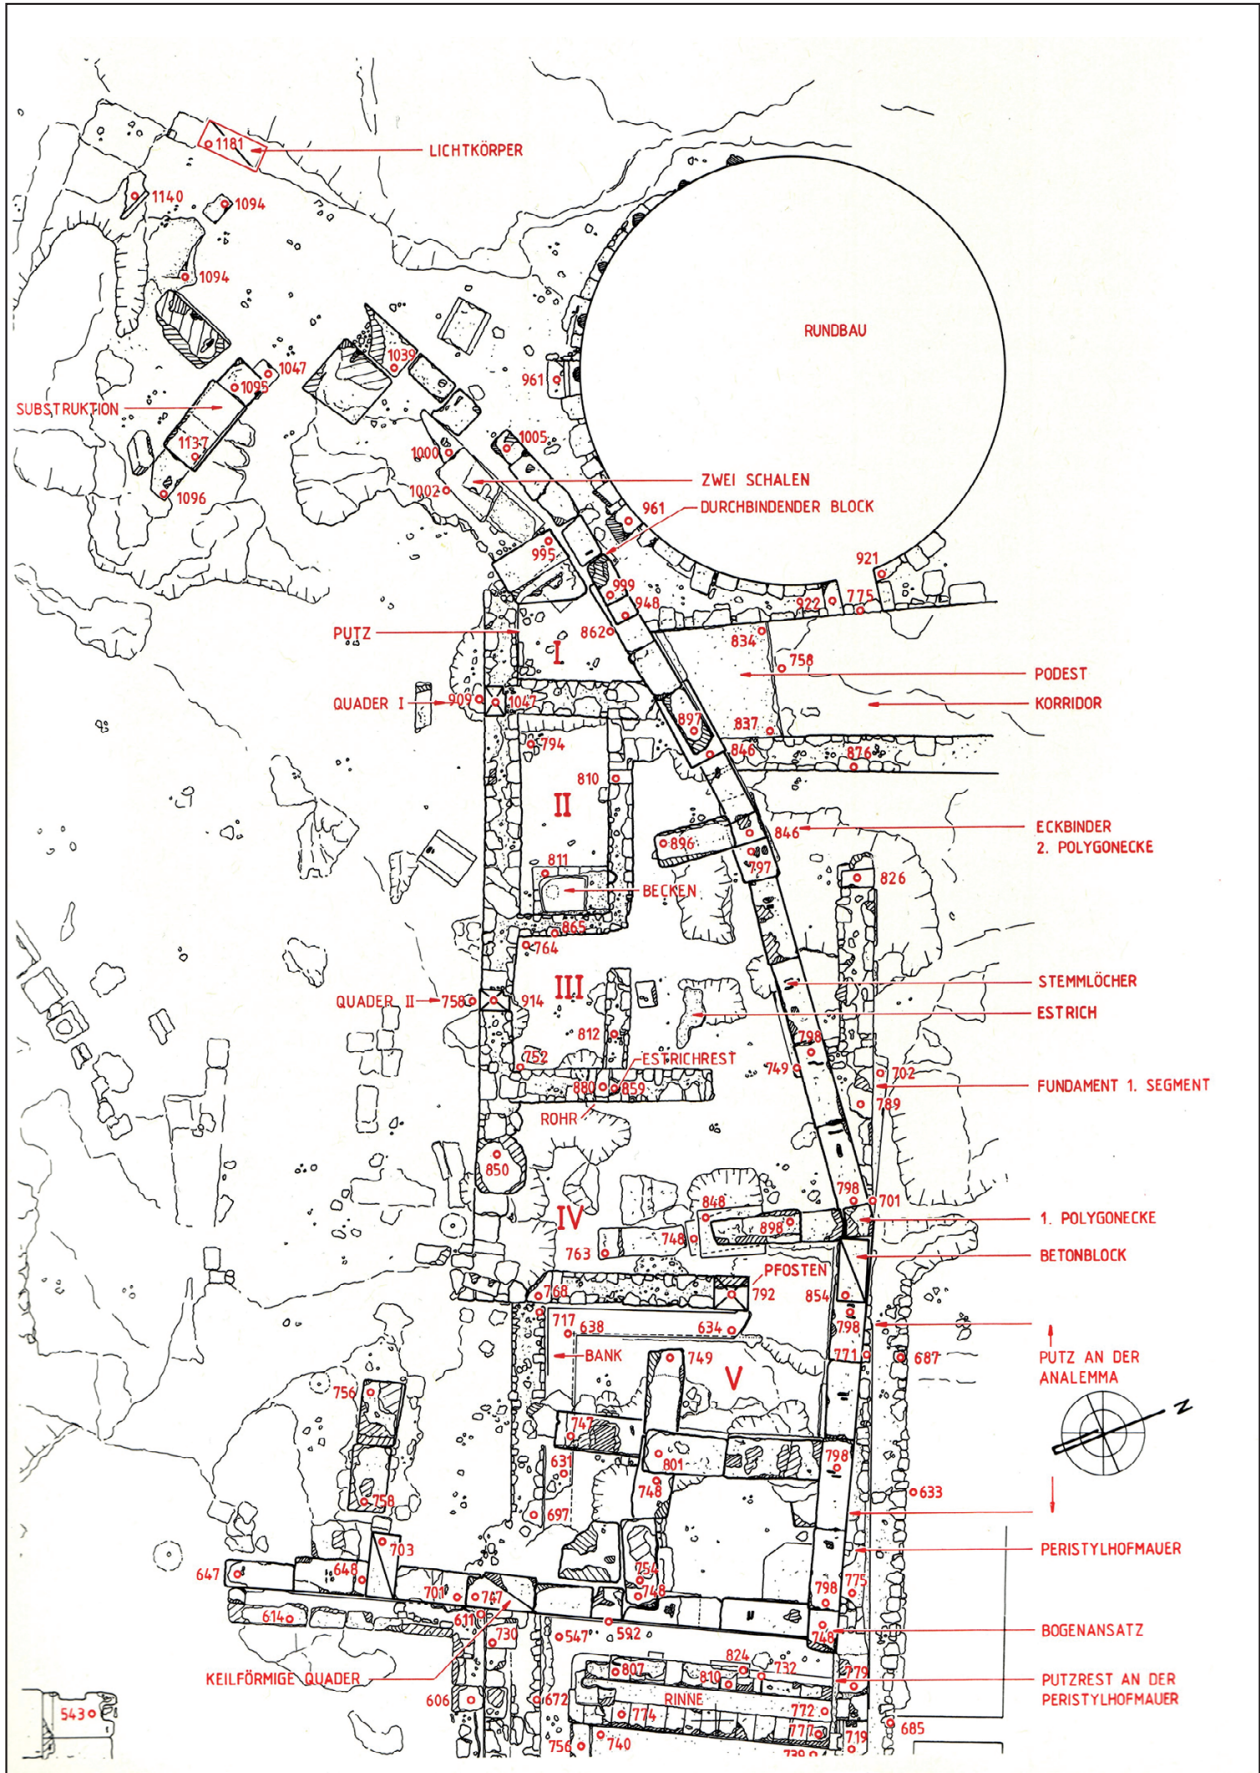 1181
LICHTKÖRPER
1140
1094
1094
RUNDBAU
1039
1047
1095
961
SUBSTRUKTION
1137
1005
1000
1002
1096
ZWEI SCHALEN
DURCHBINDENDER BLOCK
961
995
921
999
922
775
948
PUTZ
862
834
I
758
PODEST
QUADER I
909
1047
KORRIDOR
897
837
794
846
876
810
II
846
ECKBINDER
2. POLYGONECKE
896
811
797
826
BECKEN
865
764
III
STEMMLÖCHER
QUADER II
758
914
ESTRICH
812
798
752
ESTRICHREST
749
702
880
859
FUNDAMENT 1. SEGMENT
ROHR
789
850
798
701
IV
848
898
1. POLYGONECKE
748
763
BETONBLOCK
PFOSTEN
768
792
854
717
638
634
798
BANK
749
771
687
PUTZ AN DER
ANALEMMA
V
756
N
747
801
798
631
748
633
758
697
703
PERISTYLHOFMAUER
647
648
754
701
747
748
798
775
614
611
592
748
BOGENANSATZ
730
547
824
732
KEILFÖRMIGE QUADER
807
810
779
PUTZREST AN DER
PERISTYLHOFMAUER
606
672
RINNE
543
774
772
685
777
719
756
740
739